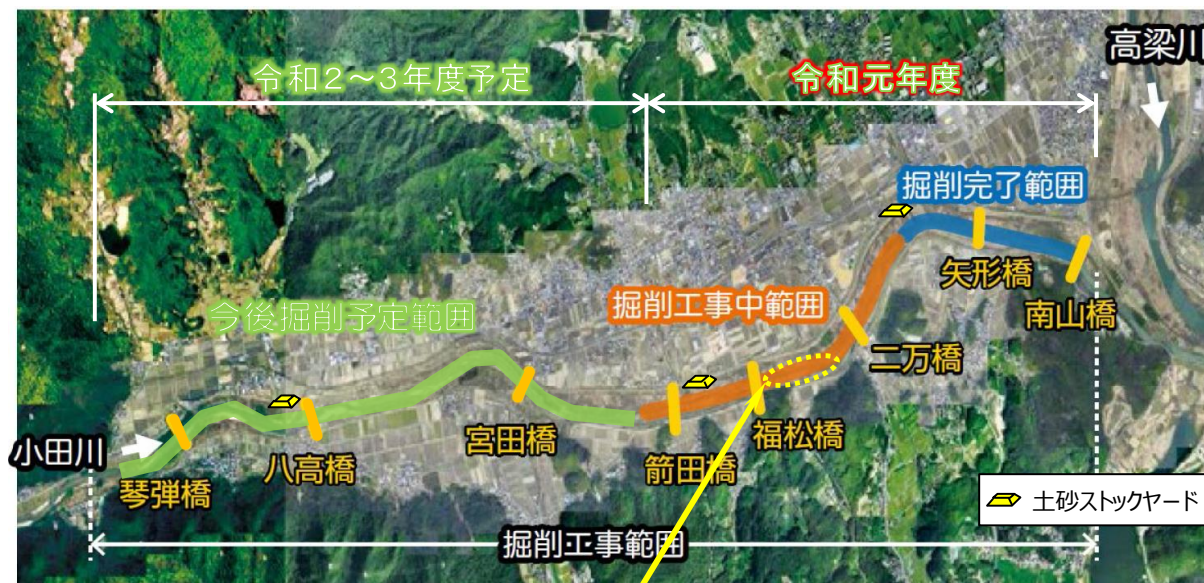 高梁川
令和2~3年度予定
令和元年度
掘削完了範囲
矢形橋
南山橋
掘削工事中範囲
二万橋
今後掘削予定範囲
福松橋
宮田橋
箭田橋
小田川
八高橋
琴弾橋
土砂ストックヤード
掘削工事範囲